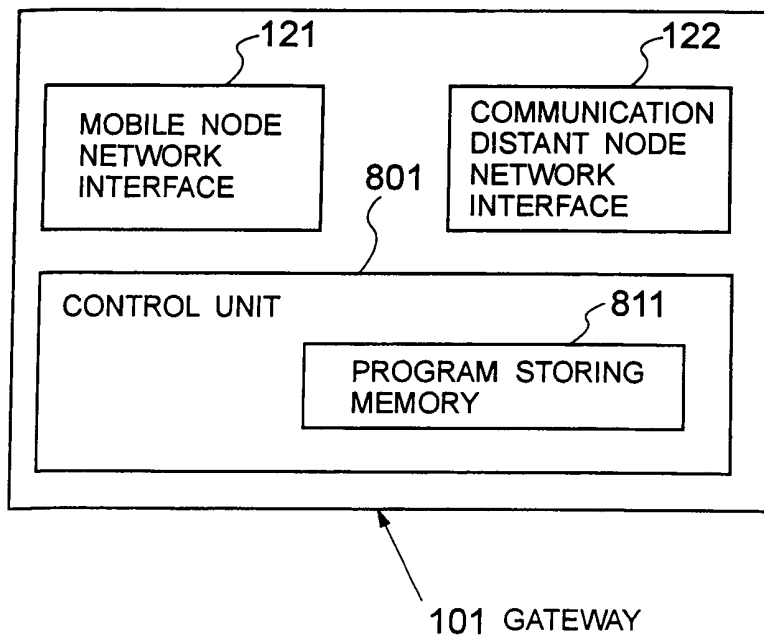 121
122
MOBILE NODE
NETWORK
INTERFACE
COMMUNICATION
DISTANT NODE
NETWORK
INTERFACE
801
CONTROL UNIT
811
PROGRAM STORING
MEMORY
101 GATEWAY